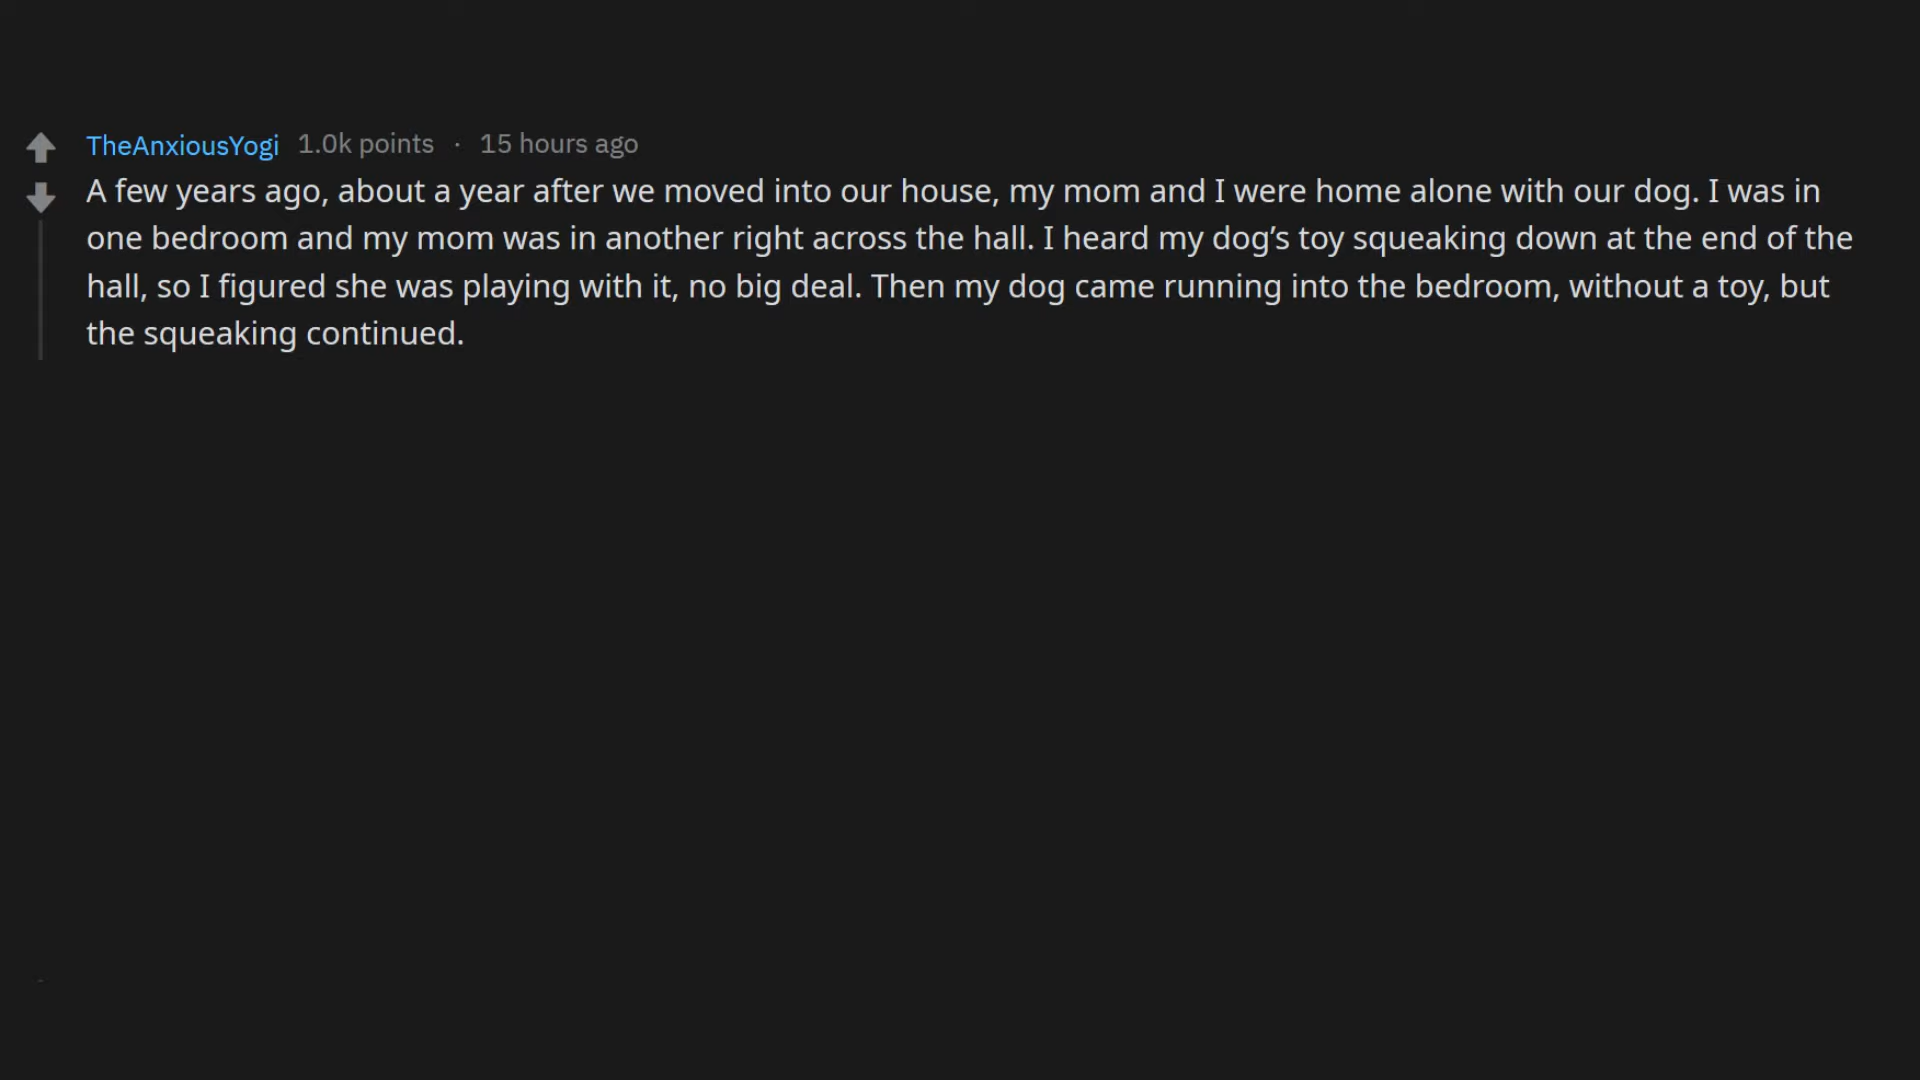 TheAnxiousYogi 1.0k points · 15 hours ago
A few years ago, about a year after we moved into our house, my mom and I were home alone with our dog. I was in
one bedroom and my mom was in another right across the hall. I heard my dog’s toy squeaking down at the end of the
hall, so I figured she was playing with it, no big deal. Then my dog came running into the bedroom, without a toy, but
the squeaking continued.